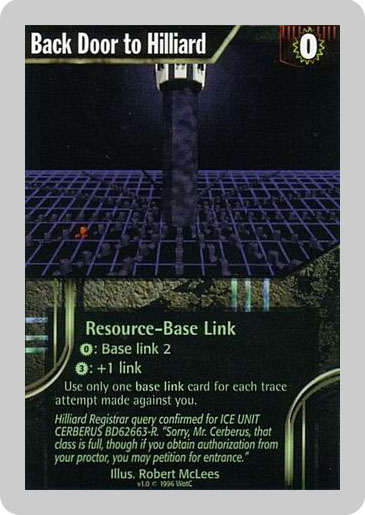 Back Door to Hilliard
0
Resource-Base Link
0: Base link 2
3: +1 link
Use only one base link card for each trace
attempt made against you.
Hilliard Registrar query confirmed for ICE UNIT
CERBERUS BD62663-R. "Sorry, Mr. Cerberus, that
class is full, though if you obtain authorization from
your proctor, you may petition for entrance."
Illus. Robert McLees
v1.0 © 1996 WotC